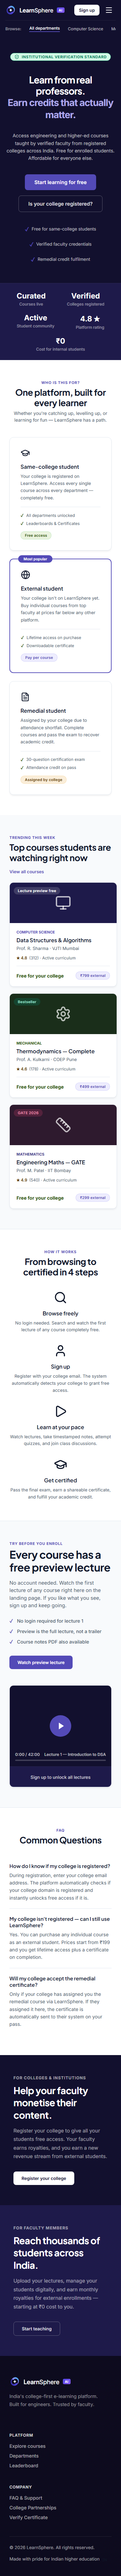 LearnSphere AI Sign up
Browse: All departments Computer Science
INSTITUTIONAL VERIFICATION STANDARD
Learn from real
professors.
Earn credits that actually
matter.
Access engineering and higher-ed courses
taught by verified faculty from registered
colleges across India. Free for enrolled students.
Affordable for everyone else.
Start learning for free
Is your college registered?
Free for same-college students
Verified faculty credentials
Remedial credit fulfilment
Curated
Courses live
Verified
Colleges registered
Active
Student community
4.8 ★
Platform rating
₹0
Cost for internal students
WHO IS THIS FOR?
One platform, built for
every learner
Whether you're catching up, leveling up, or
learning for fun — LearnSphere has a path.
Same-college student
Your college is registered on
LearnSphere. Access every single
course across every department —
completely free.
All departments unlocked
Leaderboards & Certificates
Free access
Most popular
External student
Your college isn't on LearnSphere yet.
Buy individual courses from top
faculty at prices far below any other
platform.
Lifetime access on purchase
Downloadable certificate
Pay per course
Remedial student
Assigned by your college due to
attendance shortfall. Complete
courses and pass the exam to recover
academic credit.
30-question certification exam
Attendance credit on pass
Assigned by college
TRENDING THIS WEEK
Top courses students are
watching right now
View all courses
Lecture preview free
COMPUTER SCIENCE
Data Structures & Algorithms
Prof. R. Sharma · VJTI Mumbai
★ 4.8 (312) · Active curriculum
Free for your college ₹799 external
Bestseller
MECHANICAL
Thermodynamics — Complete
Prof. A. Kulkarni · COEP Pune
★ 4.6 (178) · Active curriculum
Free for your college ₹499 external
GATE 2026
MATHEMATICS
Engineering Maths — GATE
Prof. M. Patel · IIT Bombay
★ 4.9 (540) · Active curriculum
Free for your college ₹599 external
HOW IT WORKS
From browsing to
certified in 4 steps
Browse freely
No login needed. Search and watch the first
lecture of any course completely free.
Sign up
Register with your college email. The system
automatically detects your college to grant free
access.
Learn at your pace
Watch lectures, take timestamped notes, attempt
quizzes, and join peer discussions.
Get certified
Pass the final exam, earn a shareable certificate,
and fulfill your academic credit.
TRY BEFORE YOU ENROLL
Every course has a
free preview lecture
No account needed. Watch the first
lecture of any course right here on the
landing page. If you like what you see,
sign up and keep going.
No login required for lecture 1
Preview is the full lecture, not a trailer
Course notes PDF also available
Watch preview lecture
0:00 / 42:00 Lecture 1 — Introduction to DSA
Sign up to unlock all lectures
FAQ
Common Questions
How do I know if my college is registered?
During registration, enter your college email
address. The platform automatically checks if
your college domain is registered and
confirms your free access instantly.
My college isn't registered — can I still use
LearnSphere?
Yes. You can purchase any individual course
as an external student. Prices start from ₹199
and you get lifetime access plus a certificate
on completion.
Will my college accept the remedial
certificate?
Only if your college has assigned you the
remedial course via LearnSphere. If they
assigned it, the certificate is automatically
sent to their system as proof once you
pass.
FOR COLLEGES & INSTITUTIONS
Help your faculty
monetise their
content.
Register your college to give all your
students free access. Your faculty
earns from external enrollments, and you earn a new
revenue stream from external students.
Register your college
FOR FACULTY MEMBERS
Reach thousands of
students across
India.
Upload your lectures, manage your
students digitally, and earn monthly
royalties for external enrollments —
starting at ₹0 cost to you.
Start teaching
LearnSphere AI
India's college-first e-learning platform.
Built for engineers. Trusted by faculty.
PLATFORM
Explore courses
Departments
Leaderboard
COMPANY
FAQ & Support
College Partnerships
Verify Certificate
© 2026 LearnSphere. All rights reserved.
Made with pride for Indian higher education